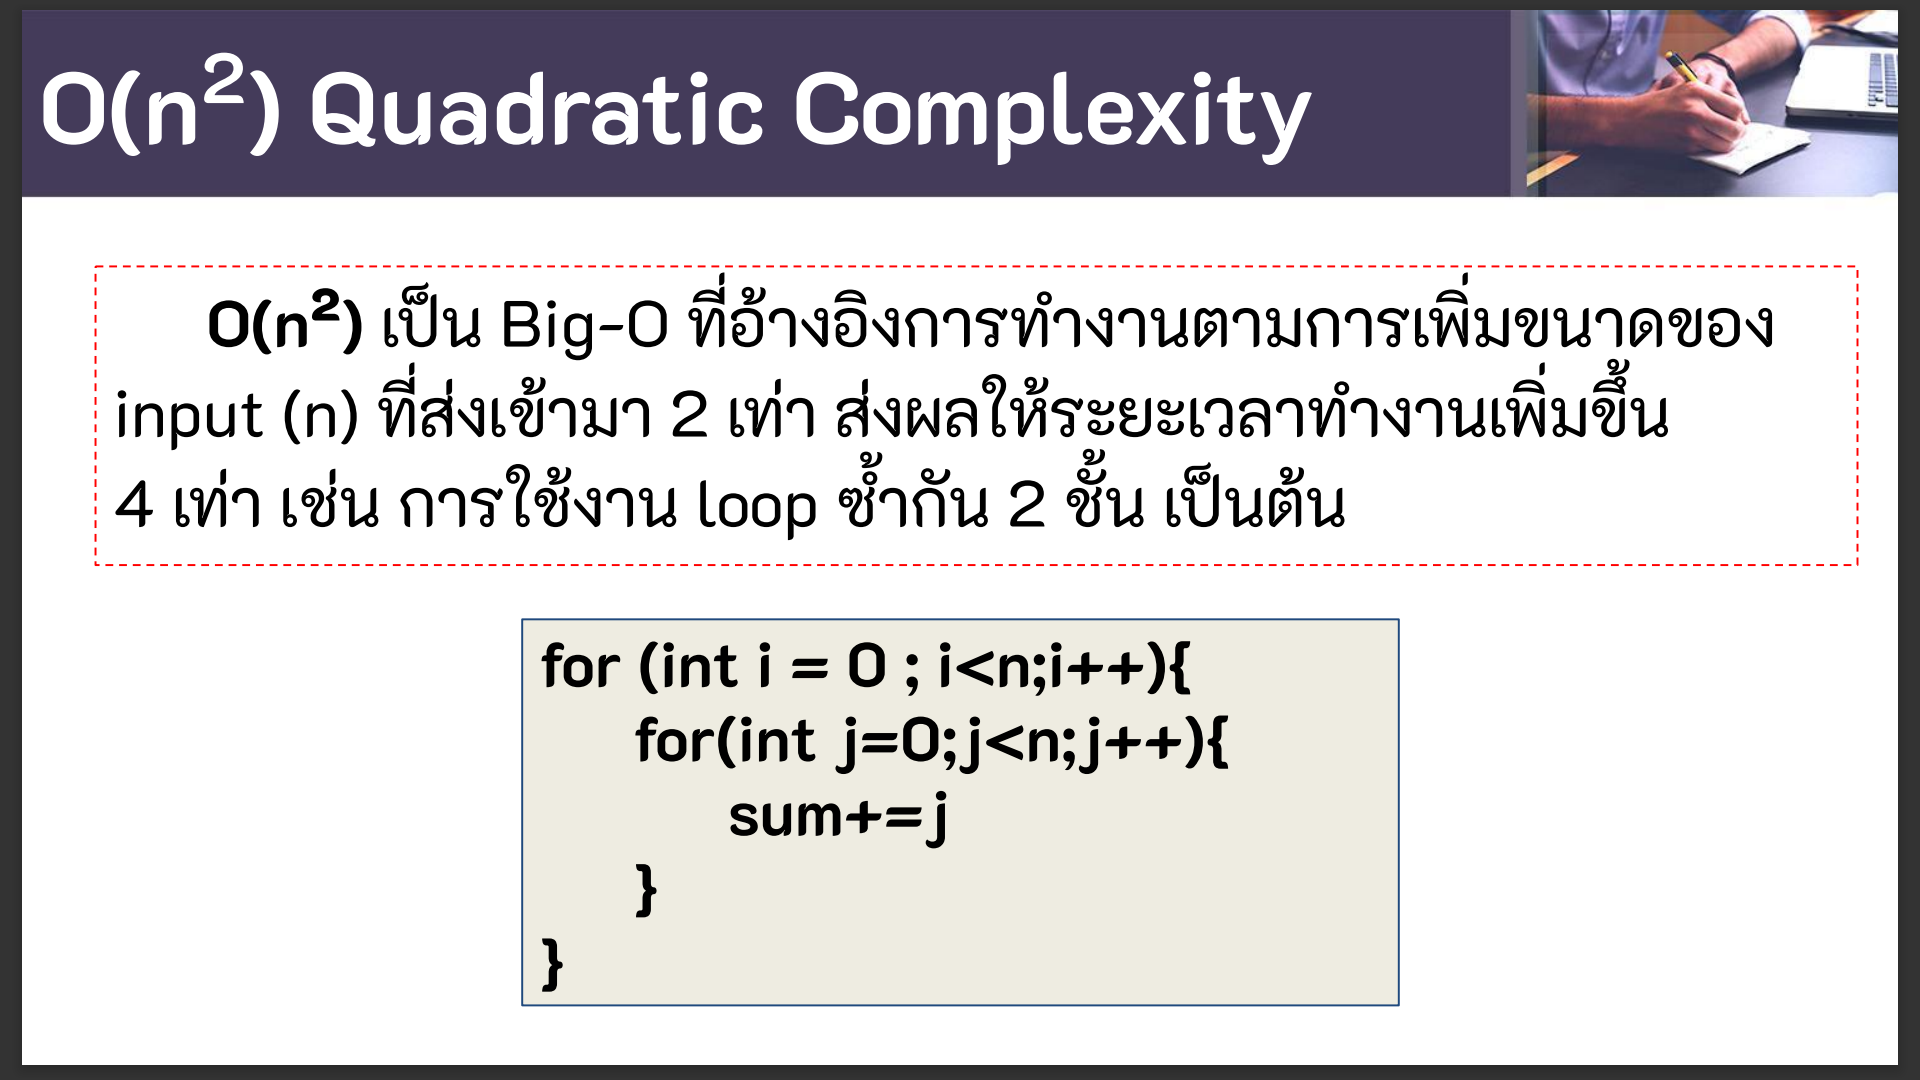 O(n²) Quadratic Complexity
O(n²) เป็น Big-O ที่อ้างอิงการทำงานตามการเพิ่มขนาดของ
input (n) ที่ส่งเข้ามา 2 เท่า ส่งผลให้ระยะเวลาทำงานเพิ่มขึ้น
4 เท่า เช่น การใช้งาน loop ซ้ำกัน 2 ชั้น เป็นต้น
for (int i = 0 ; i<n;i++){
for(int j=0;j<n;j++){
sum+=j
}
}